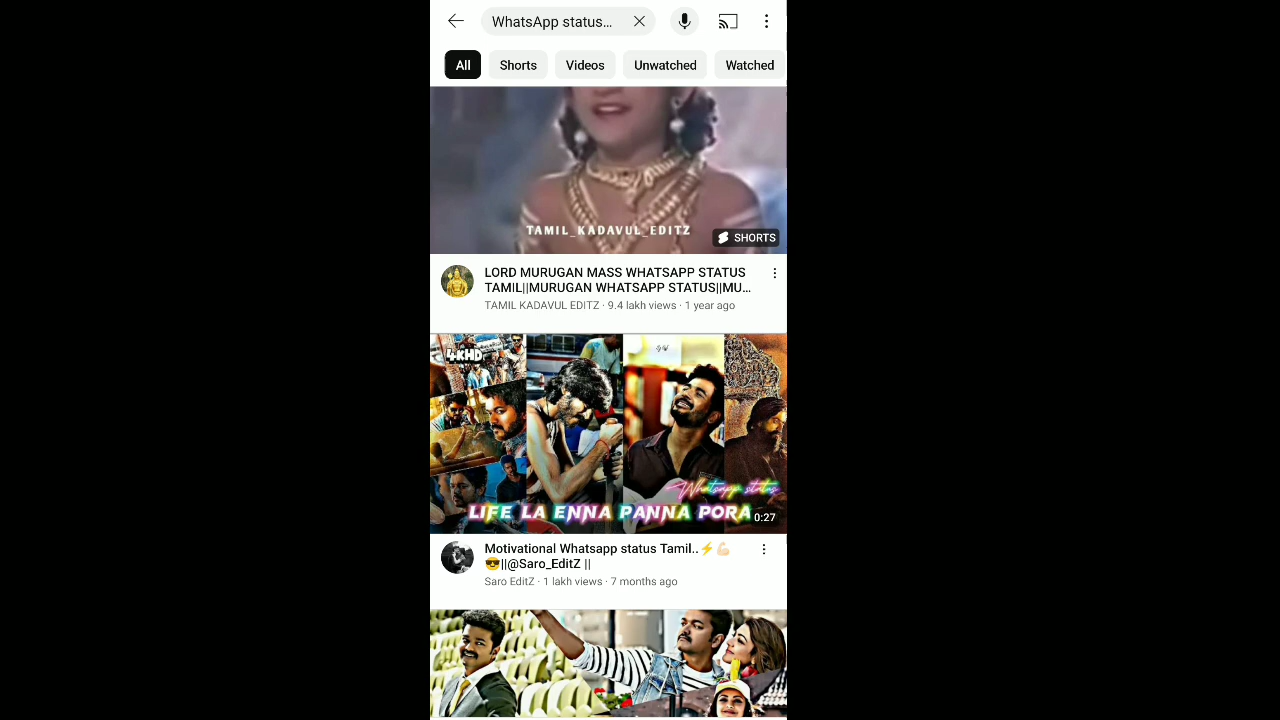 WhatsApp status...
All
Shorts
Videos
Unwatched
Watched
TAMIL_KADAVUL_EDITZ
SHORTS
LORD MURUGAN MASS WHATSAPP STATUS
TAMIL||MURUGAN WHATSAPP STATUS||MU...
TAMIL KADAVUL EDITZ · 9.4 lakh views · 1 year ago
4KHD
Whatsapp status
LIFE LA ENNA PANNA PORA
0:27
Motivational Whatsapp status Tamil..⚡💪🏻
😎||@Saro_EditZ ||
Saro EditZ · 1 lakh views · 7 months ago